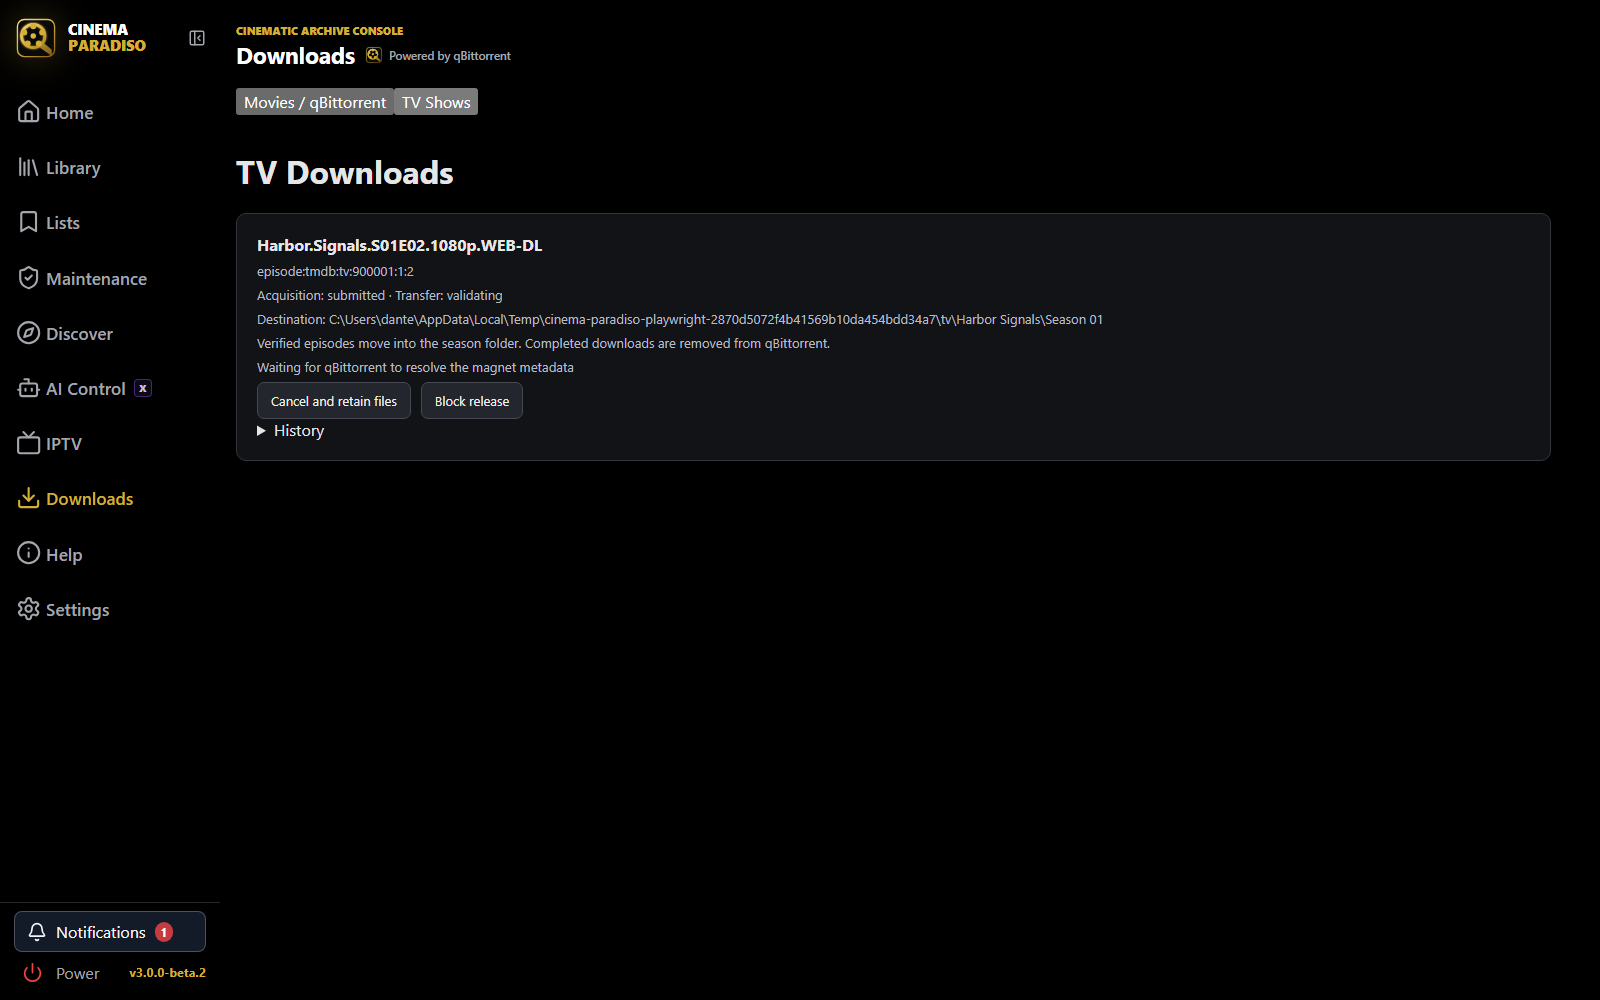 CINEMA
PARADISO
Home
Library
Lists
Maintenance
Discover
AI Control x
IPTV
Downloads
Help
Settings
Notifications 1
Power v3.0.0-beta.2
CINEMATIC ARCHIVE CONSOLE
Downloads Powered by qBittorrent
Movies / qBittorrent TV Shows
TV Downloads
Harbor.Signals.S01E02.1080p.WEB-DL
episode:tmdb:tv:900001:1:2
Acquisition: submitted · Transfer: validating
Destination: C:\Users\dante\AppData\Local\Temp\cinema-paradiso-playwright-2870d5072f4b41569b10da454bdd34a7\tv\Harbor Signals\Season 01
Verified episodes move into the season folder. Completed downloads are removed from qBittorrent.
Waiting for qBittorrent to resolve the magnet metadata
Cancel and retain files Block release
History